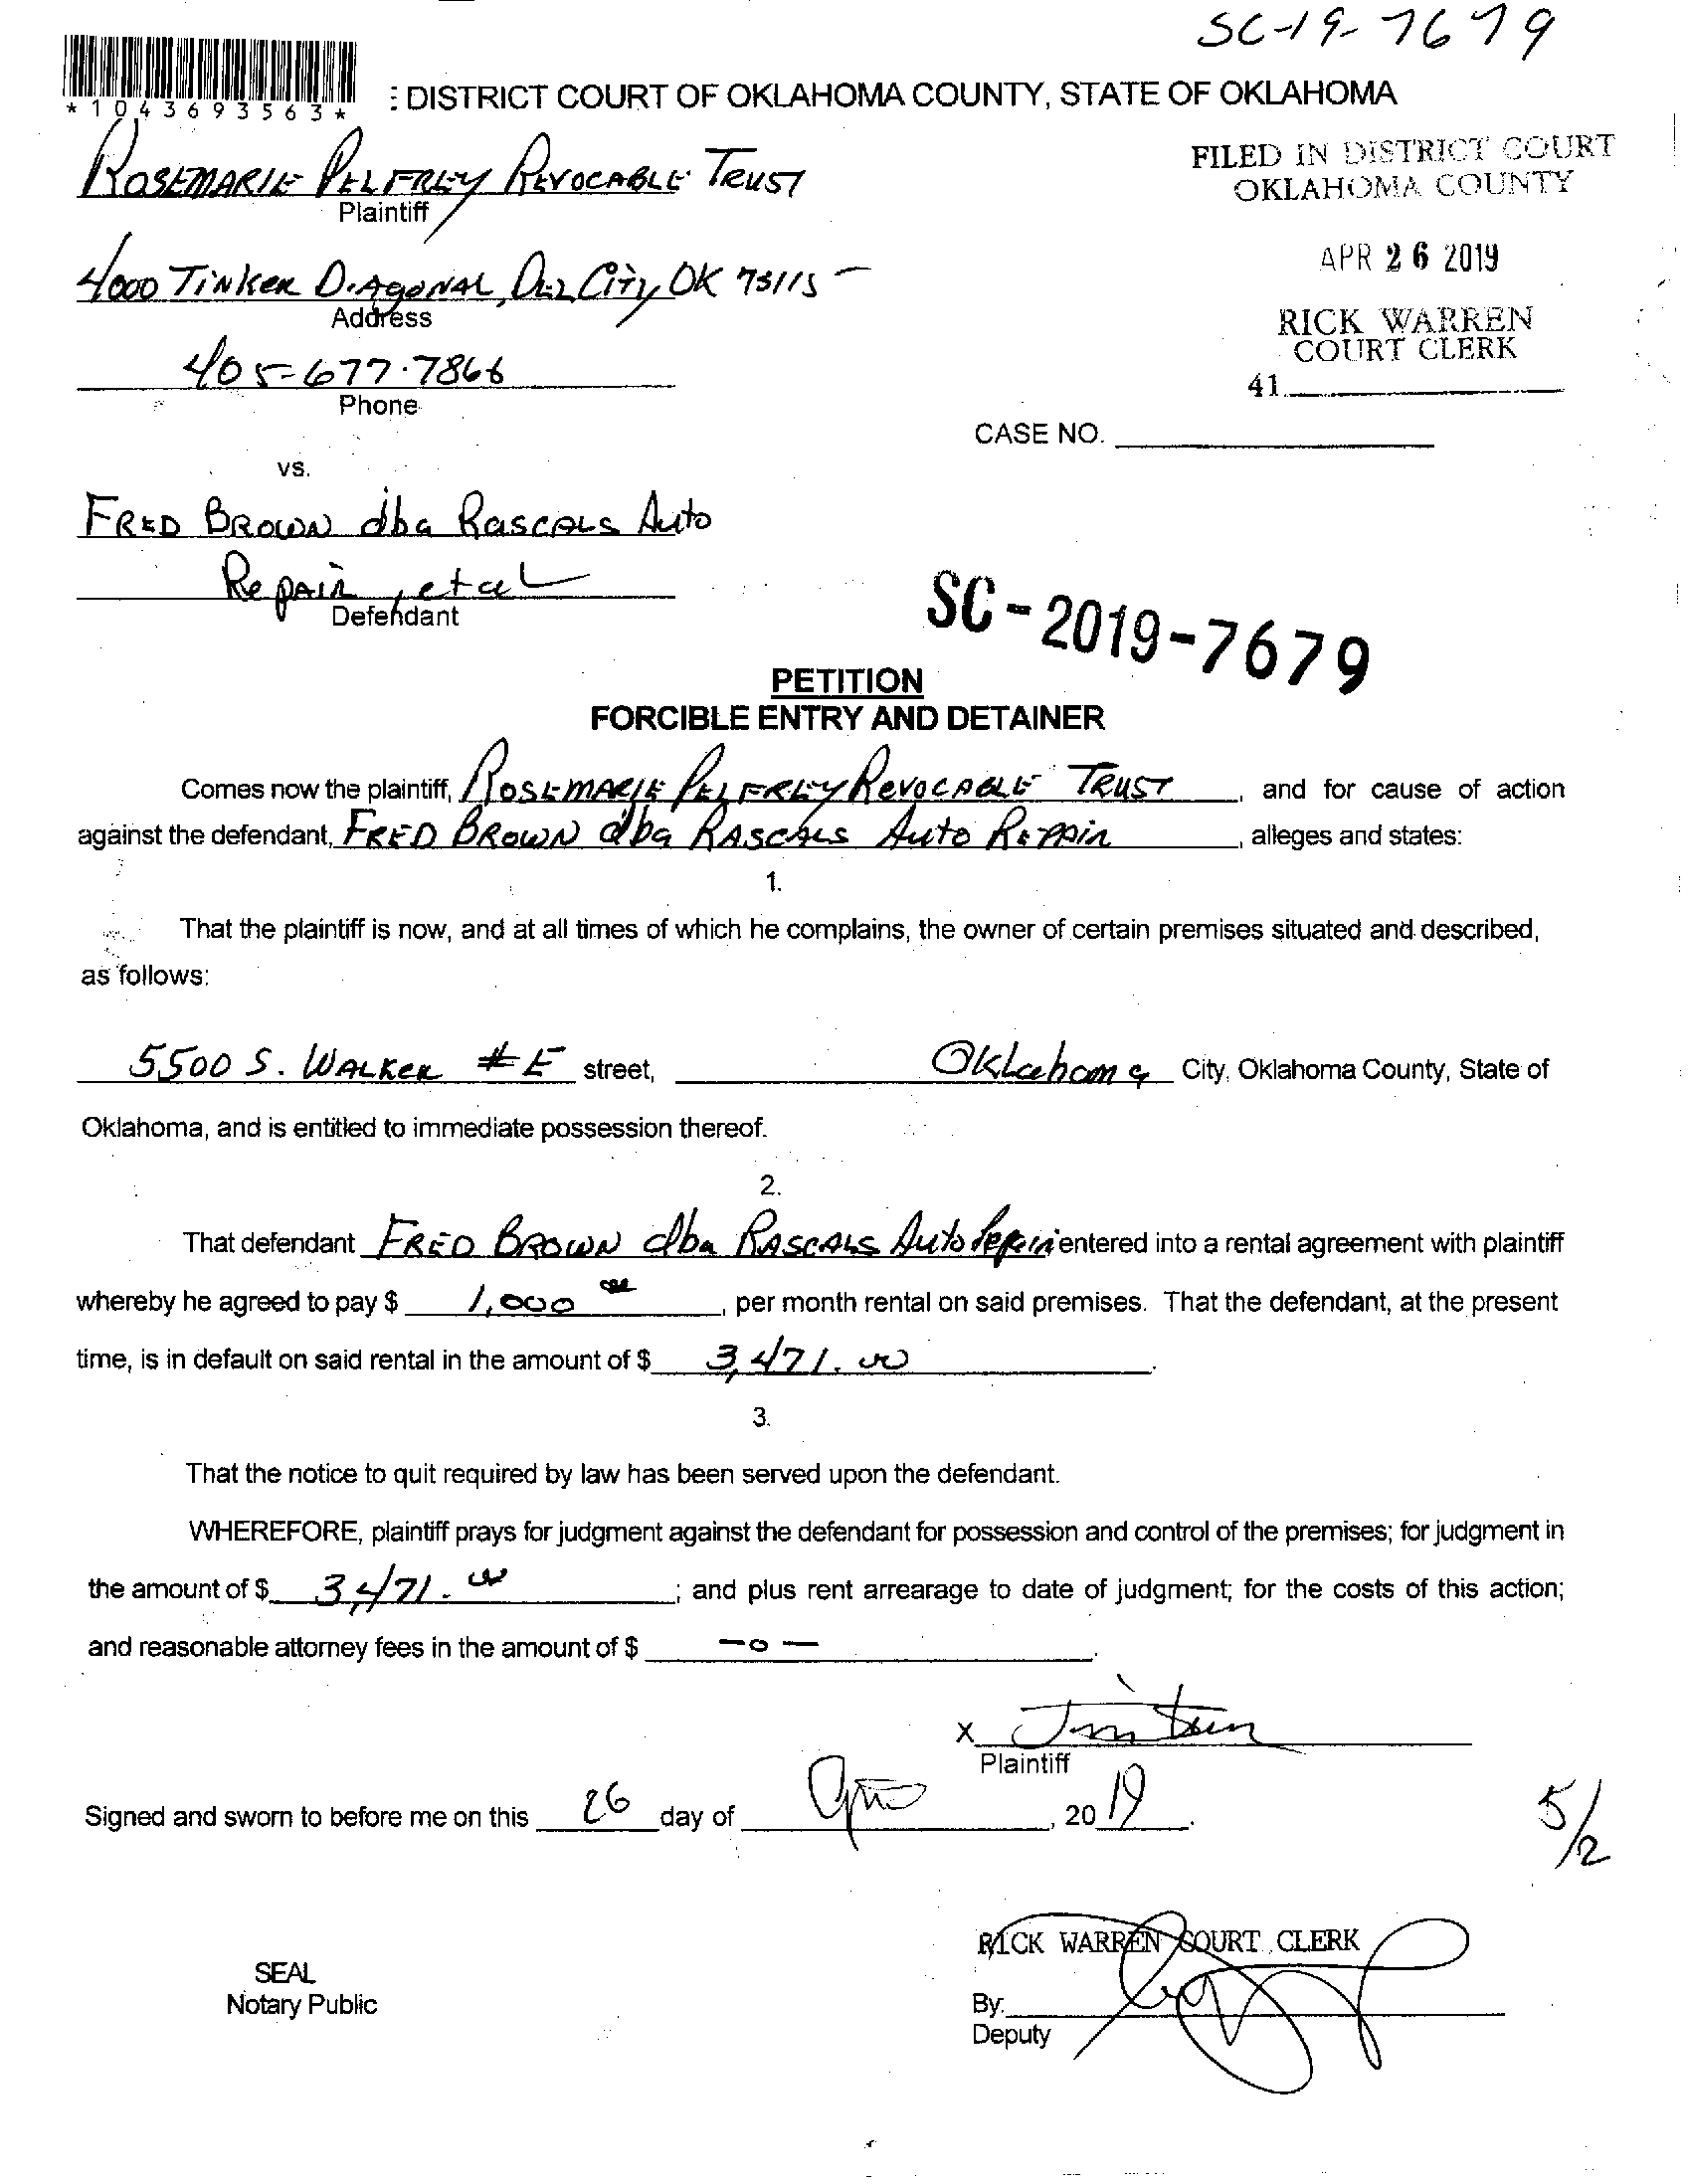 SC-19-7679
*1043693563*
: DISTRICT COURT OF OKLAHOMA COUNTY, STATE OF OKLAHOMA
ROSEMARIE PELFREY REVOCABLE TRUST
Plaintiff
FILED IN DISTRICT COURT
OKLAHOMA COUNTY
4000 TINKER DIAGONAL, DEL CITY, OK 73115
Address
APR 26 2019
RICK WARREN
COURT CLERK
405-677-7866
Phone
41
CASE NO.
vs.
FRED BROWN dba RASCALS Auto
Repair, et al
Defendant
SC-2019-7679
PETITION
FORCIBLE ENTRY AND DETAINER
Comes now the plaintiff, ROSEMARIE PELFREY REVOCABLE TRUST, and for cause of action
against the defendant, FRED BROWN dba RASCALS Auto REPAIR, alleges and states:
1.
That the plaintiff is now, and at all times of which he complains, the owner of certain premises situated and described,
as follows:
5500 S. WALKER #E street, Oklahoma City, Oklahoma County, State of
Oklahoma, and is entitled to immediate possession thereof.
2.
That defendant FRED BROWN dba RASCALS Auto Repair entered into a rental agreement with plaintiff
whereby he agreed to pay $ 1,000 00, per month rental on said premises. That the defendant, at the present
time, is in default on said rental in the amount of $ 3,471.00.
3.
That the notice to quit required by law has been served upon the defendant.
WHEREFORE, plaintiff prays for judgment against the defendant for possession and control of the premises; for judgment in
the amount of $ 3,471.00; and plus rent arrearage to date of judgment; for the costs of this action;
and reasonable attorney fees in the amount of $ -0-.
X
Plaintiff
Signed and sworn to before me on this 26 day of, 2019.
5/2
RICK WARREN COURT CLERK
SEAL
Notary Public
By:
Deputy